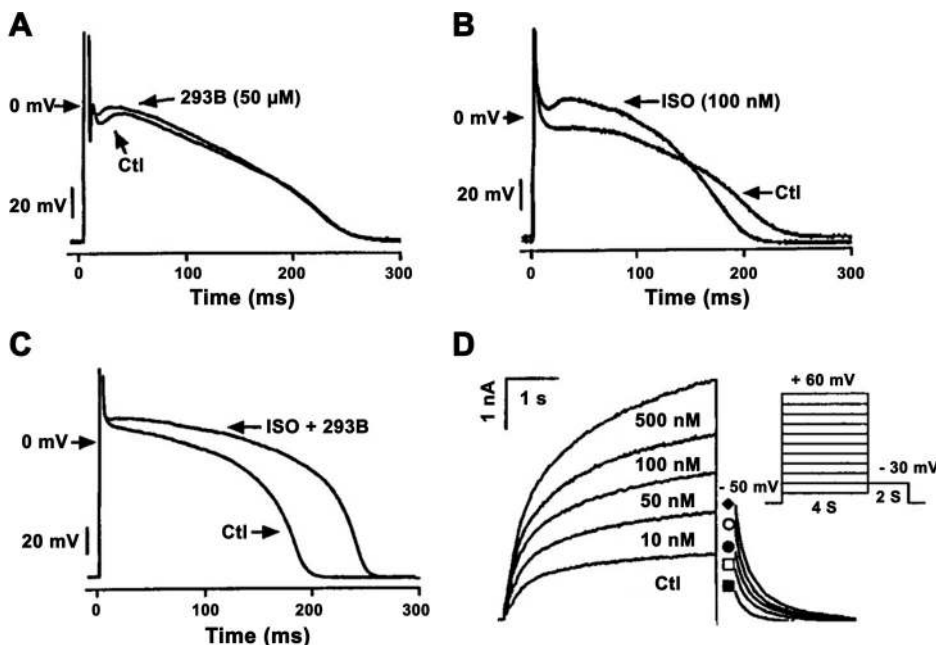 A
0 mV
293B (50 µM)
Ctl
20 mV
0
100
200
300
Time (ms)
B
0 mV
ISO (100 nM)
Ctl
20 mV
0
100
200
300
Time (ms)
C
0 mV
ISO + 293B
Ctl
20 mV
0
100
200
300
Time (ms)
D
1 nA
1 s
500 nM
100 nM
50 nM
10 nM
Ctl
+ 60 mV
- 30 mV
- 50 mV
4 S
2 S